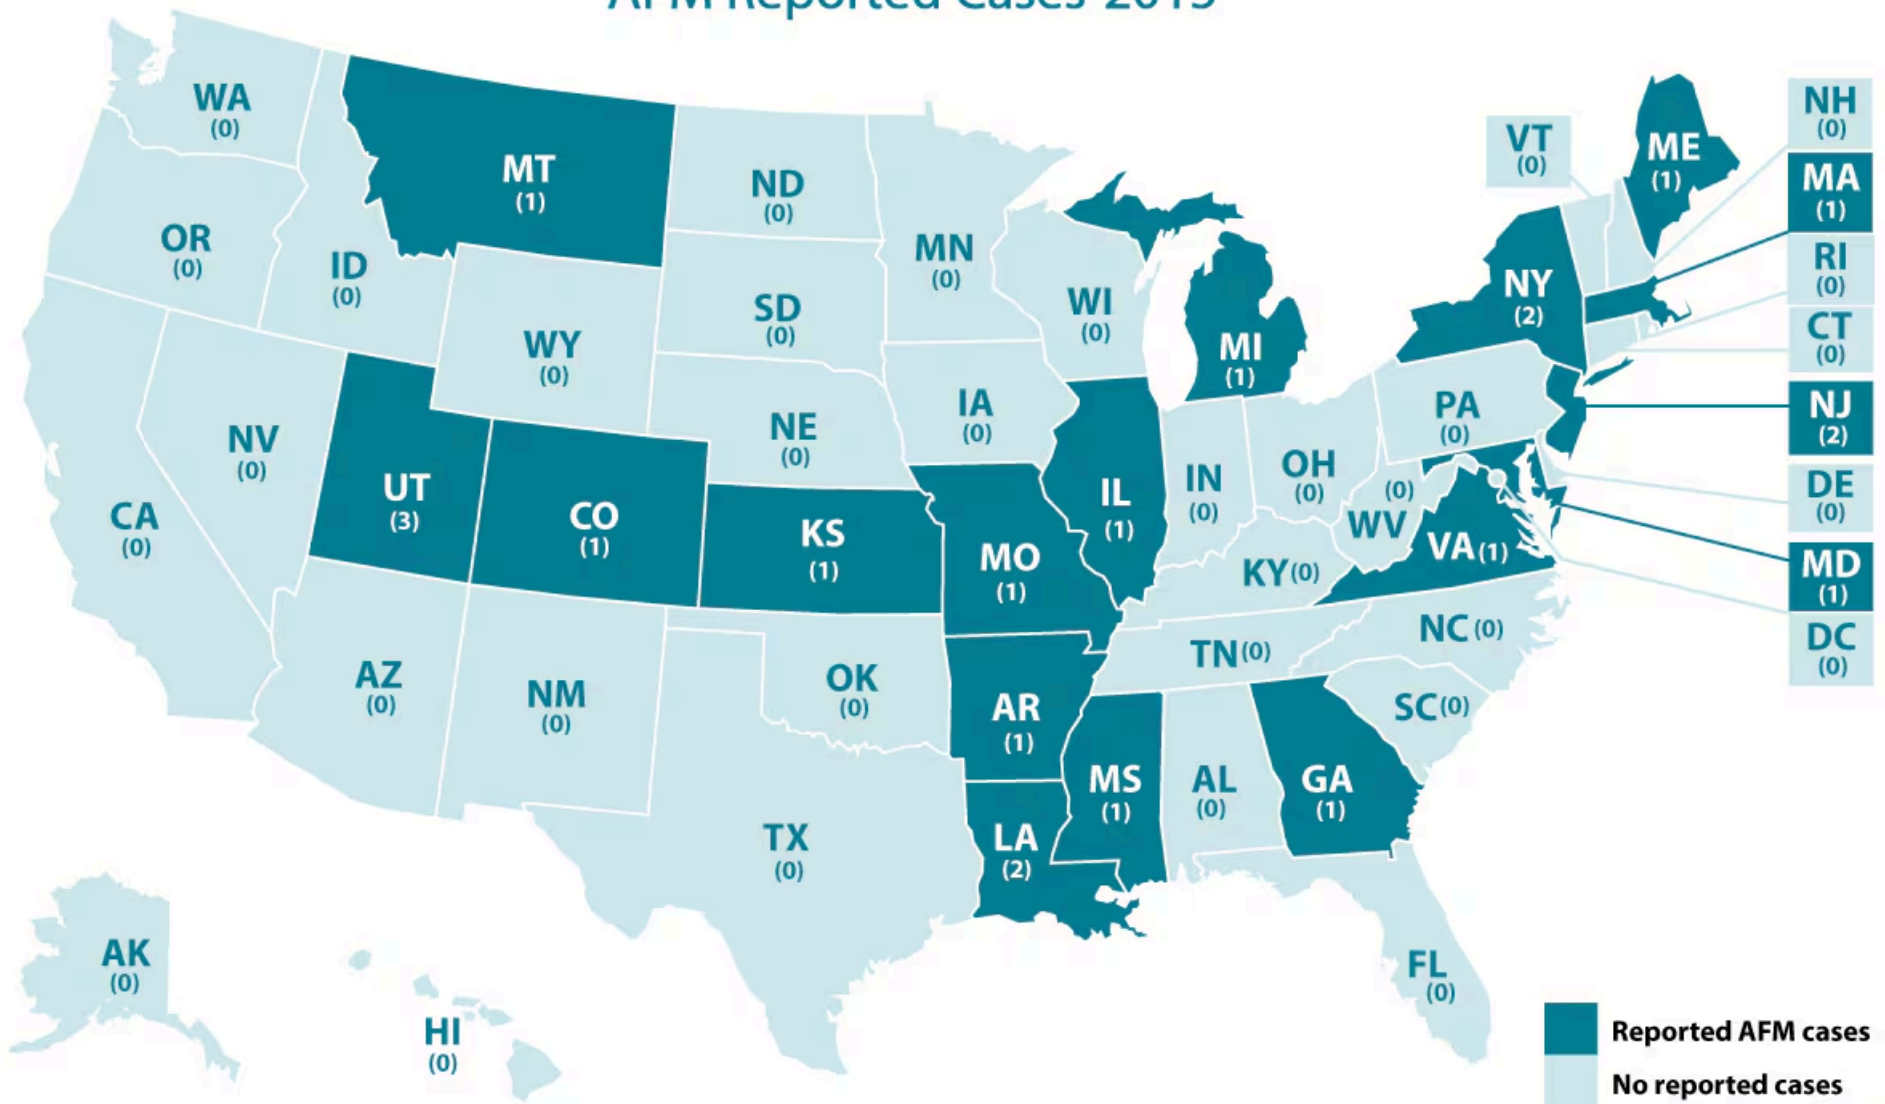 AFM Reported Cases 2015
WA
(0)
MT
(1)
ND
(0)
MN
(0)
OR
(0)
ID
(0)
SD
(0)
WI
(0)
WY
(0)
MI
(1)
VT
(0)
ME
(1)
NH
(0)
MA
(1)
RI
(0)
CT
(0)
NY
(2)
NJ
(2)
PA
(0)
DE
(0)
MD
(1)
DC
(0)
NV
(0)
UT
(3)
CO
(1)
NE
(0)
IA
(0)
KS
(1)
MO
(1)
IL
(1)
IN
(0)
OH
(0)
(0)
WV
VA(1)
KY(0)
CA
(0)
AZ
(0)
NM
(0)
OK
(0)
AR
(1)
TN(0)
NC(0)
SC(0)
MS
(1)
AL
(0)
GA
(1)
TX
(0)
LA
(2)
FL
(0)
AK
(0)
HI
(0)
Reported AFM cases
No reported cases